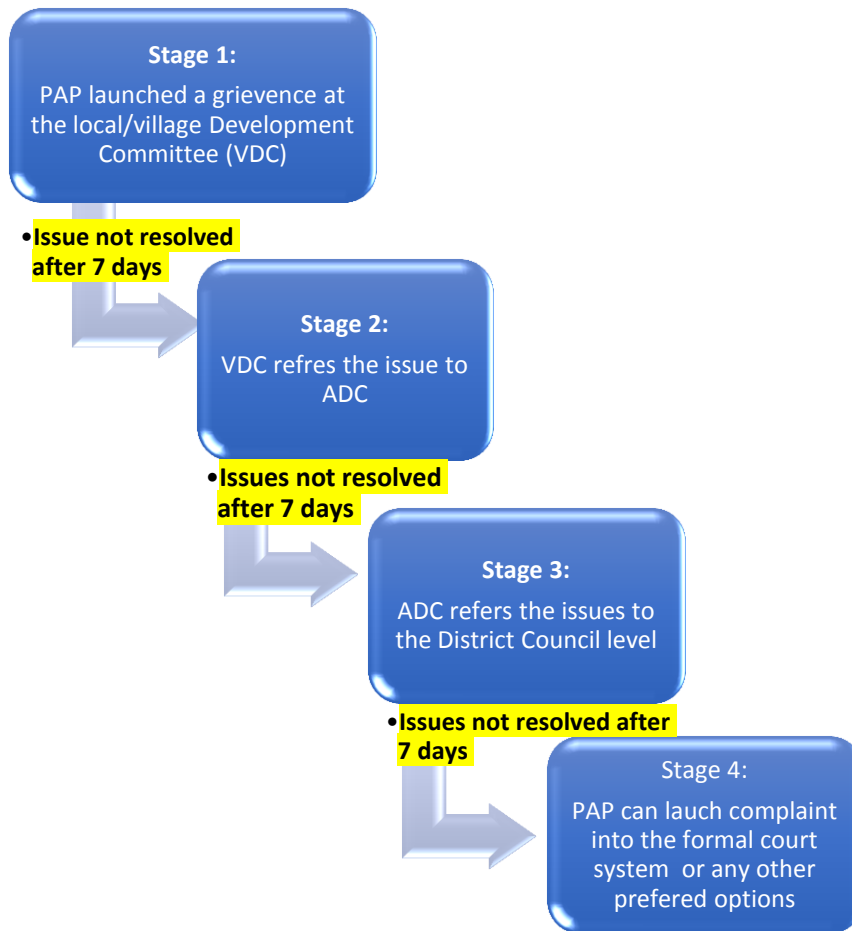 Stage 1:
PAP launched a grievence at
the local/village Development
Committee (VDC)
•Issue not resolved
after 7 days
Stage 2:
VDC refres the issue to
ADC
•Issues not resolved
after 7 days
Stage 3:
ADC refers the issues to
the District Council level
•Issues not resolved after
7 days
Stage 4:
PAP can lauch complaint
into the formal court
system or any other
prefered options